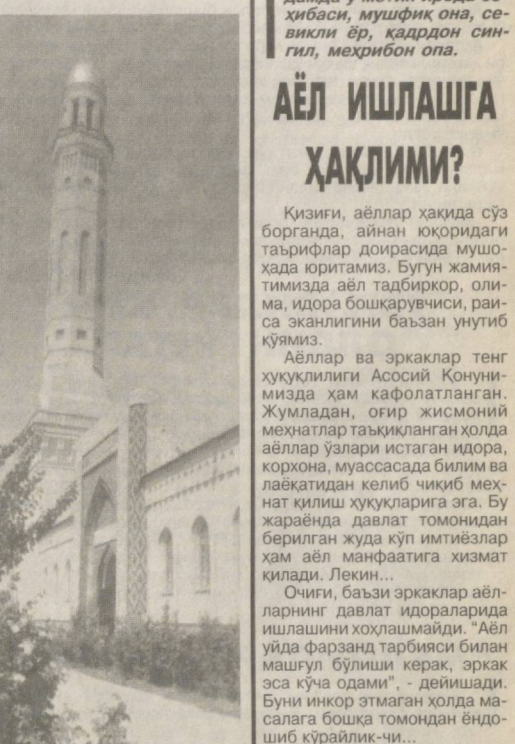 ҳибаси, мушфиқ она, се-
викли ёр, қадрдон син-
гил, меҳрибон опа.
АЁЛ ИШЛАШГА
ҲАҚЛИМИ?
Қизиғи, аёллар ҳақида сўз
борганда, айнан юқоридаги
таърифлар доирасида мушо-
ҳада юритамиз. Бугун жамия-
тимизда аёл тадбиркор, оли-
ма, идора бошқарувчиси, раи-
са эканлигини баъзан унутиб
қўямиз.
Аёллар ва эркаклар тенг
ҳуқуқлилиги Асосий Қонуни-
мизда ҳам кафолатланган.
Жумладан, оғир жисмоний
меҳнатлар таъқиқланган ҳолда
аёллар ўзлари истаган идора,
корхона, муассасада билим ва
лаёқатидан келиб чиқиб меҳ-
нат қилиш ҳуқуқларига эга. Бу
жараёнда давлат томонидан
берилган жуда кўп имтиёзлар
ҳам аёл манфаатига хизмат
қилади. Лекин...
Очиғи, баъзи эркаклар аёл-
ларнинг давлат идораларида
ишлашини хоҳлашмайди. "Аёл
уйда фарзанд тарбияси билан
машғул бўлиши керак, эркак
эса кўча одами", - дейишади.
Буни инкор этмаган ҳолда ма-
салага бошқа томондан ёндо-
шиб кўрайлик-чи...